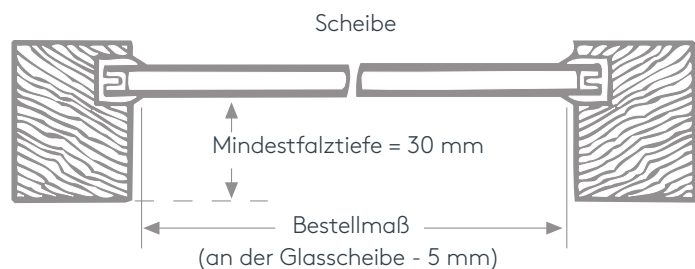 Scheibe
Mindestfalztiefe = 30 mm
Bestellmaß
(an der Glasscheibe - 5 mm)